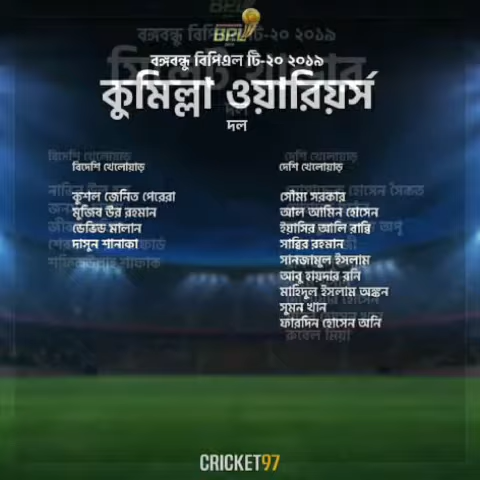 BPL
বঙ্গবন্ধু বিপিএল টি-২০ ২০১৯
কুমিল্লা ওয়ারিয়র্স
দল
বিদেশি খেলোয়াড়
কুশল জেনিত পেরেরা
মুজিব উর রহমান
ডেভিড মালান
দাসুন শানাকা
দেশি খেলোয়াড়
সৌম্য সরকার
আল আমিন হোসেন
ইয়াসির আলি রাব্বি
সাব্বির রহমান
সানজামুল ইসলাম
আবু হায়দার রনি
মাহিদুল ইসলাম অঙ্কন
সুমন খান
ফারদিন হোসেন অনি
রুবেল মিয়া
CRICKET97